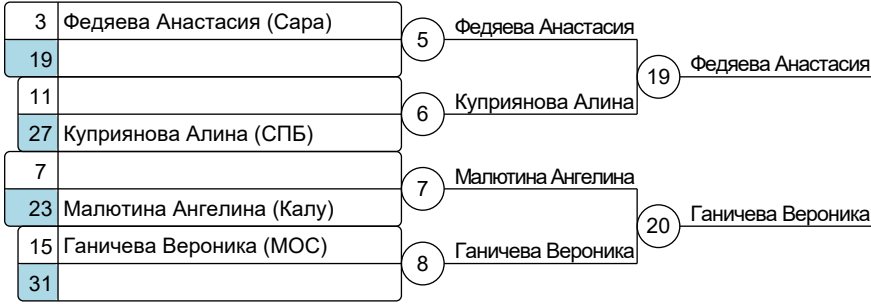 3 Федяева Анастасия (Сара)
19
5 Федяева Анастасия
11
27 Куприянова Алина (СПБ)
6 Куприянова Алина
19 Федяева Анастасия
7
23 Малютина Ангелина (Калу)
7 Малютина Ангелина
15 Ганичева Вероника (МОС)
31
8 Ганичева Вероника
20 Ганичева Вероника